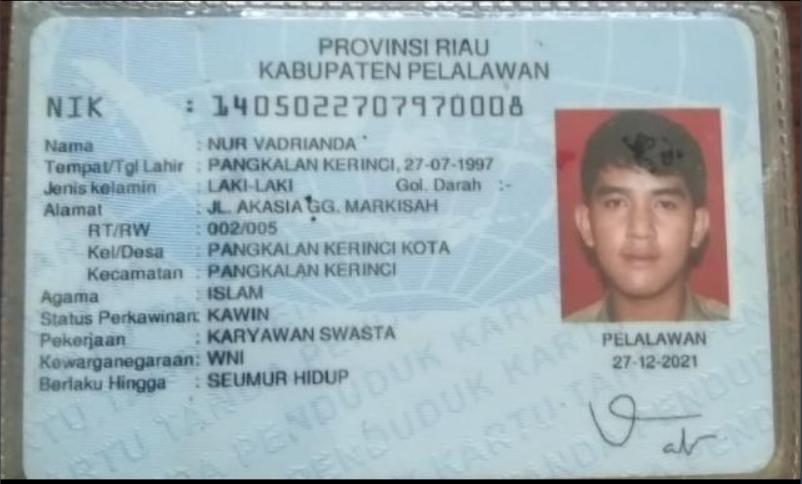 PROVINSI RIAU
KABUPATEN PELALAWAN
NIK : 1405022707970008
Nama : NUR VADRIANDA
Tempat/Tgl Lahir : PANGKALAN KERINCI, 27-07-1997
Jenis kelamin : LAKI-LAKI Gol. Darah :-
Alamat : JL. AKASIA GG. MARKISAH
RT/RW : 002/005
Kel/Desa : PANGKALAN KERINCI KOTA
Kecamatan : PANGKALAN KERINCI
Agama : ISLAM
Status Perkawinan: KAWIN
Pekerjaan : KARYAWAN SWASTA
Kewarganegaraan: WNI
Berlaku Hingga : SEUMUR HIDUP
PELALAWAN
27-12-2021